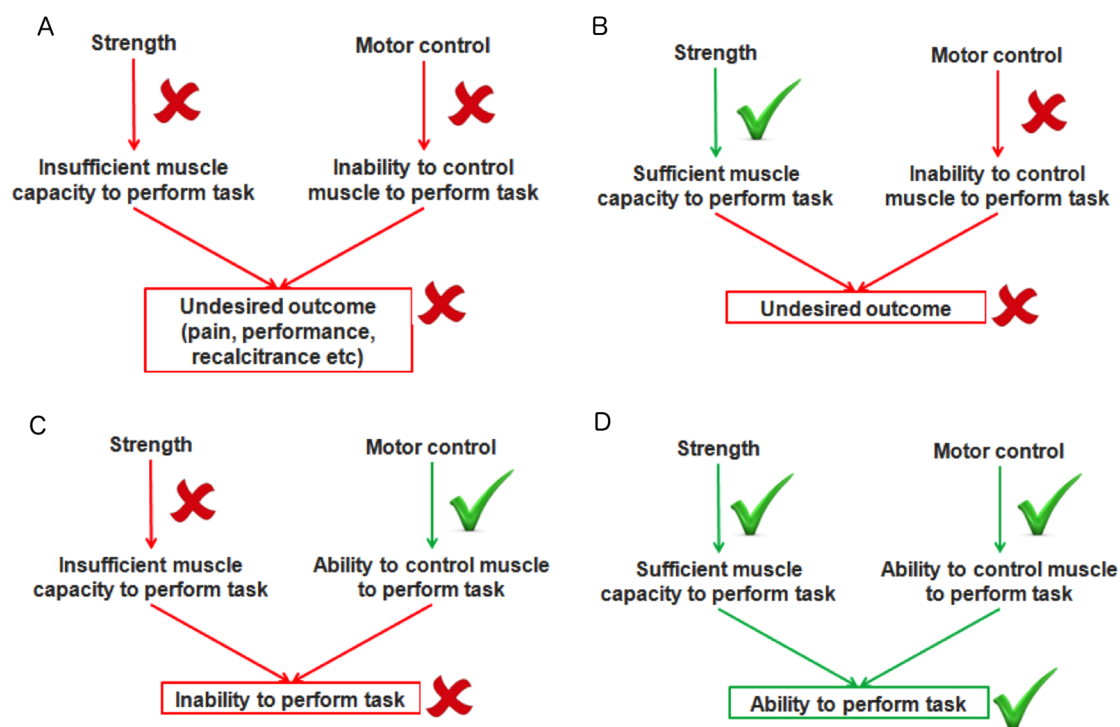 A
Strength
Motor control
Insufficient muscle
capacity to perform task
Inability to control
muscle to perform task
Undesired outcome
(pain, performance,
recalcitrance etc)
B
Strength
Motor control
Sufficient muscle
capacity to perform task
Inability to control
muscle to perform task
Undesired outcome
C
Strength
Motor control
Insufficient muscle
capacity to perform task
Ability to control muscle
to perform task
Inability to perform task
D
Strength
Motor control
Sufficient muscle
capacity to perform task
Ability to control muscle
to perform task
Ability to perform task